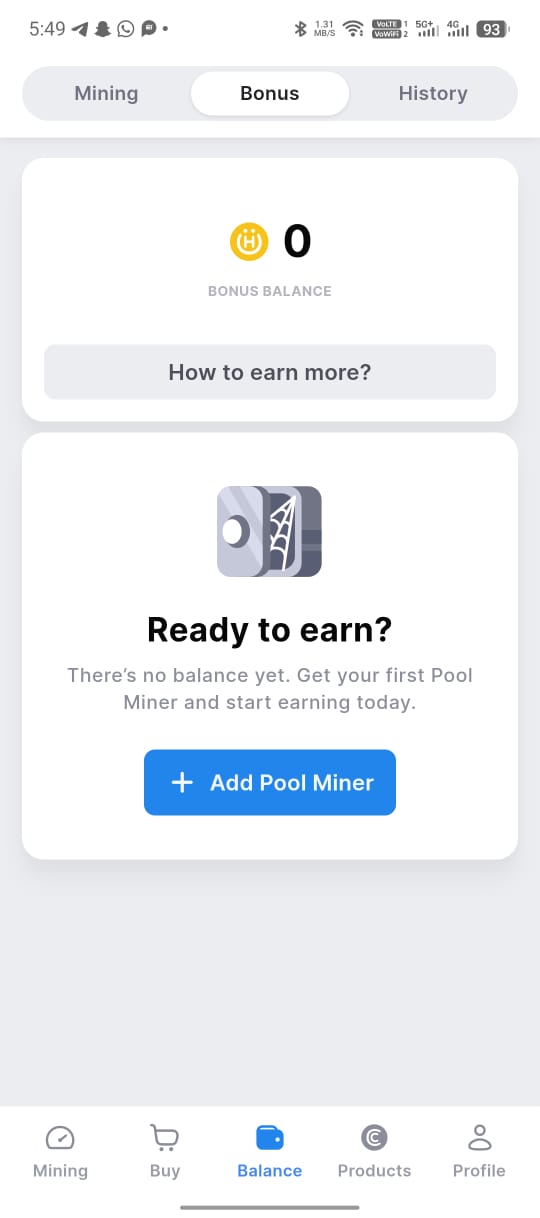 5:49
1.31 MB/S VoLTE 1 VoWiFi 2 5G+ 4G 93
Mining Bonus History
H 0
BONUS BALANCE
How to earn more?
Ready to earn?
There’s no balance yet. Get your first Pool
Miner and start earning today.
+ Add Pool Miner
Mining Buy Balance Products Profile